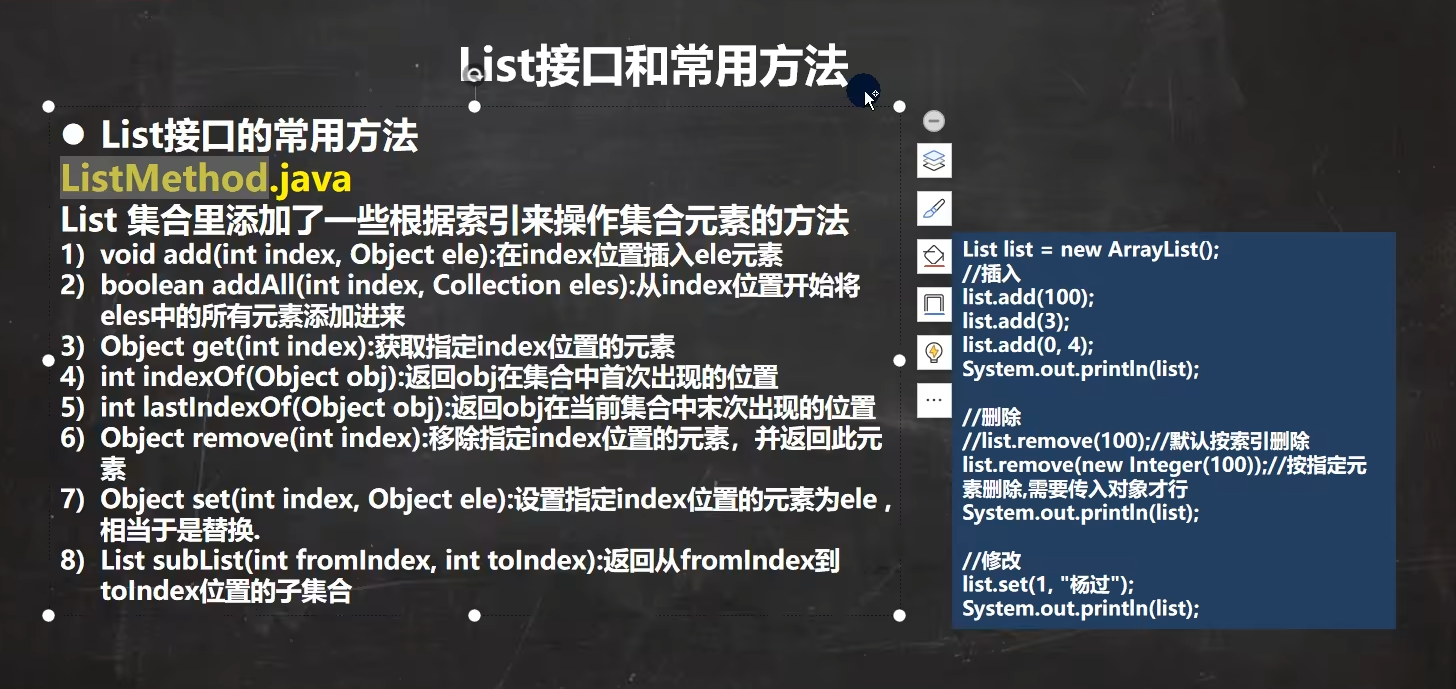 List接口和常用方法
● List接口的常用方法
ListMethod.java
List 集合里添加了一些根据索引来操作集合元素的方法
1) void add(int index, Object ele):在index位置插入ele元素
2) boolean addAll(int index, Collection eles):从index位置开始将
eles中的所有元素添加进来
3) Object get(int index):获取指定index位置的元素
4) int indexOf(Object obj):返回obj在集合中首次出现的位置
5) int lastIndexOf(Object obj):返回obj在当前集合中末次出现的位置
6) Object remove(int index):移除指定index位置的元素，并返回此元
素
7) Object set(int index, Object ele):设置指定index位置的元素为ele ,
相当于是替换.
8) List subList(int fromIndex, int toIndex):返回从fromIndex到
toIndex位置的子集合
List list = new ArrayList();
//插入
list.add(100);
list.add(3);
list.add(0, 4);
System.out.println(list);
//删除
//list.remove(100);//默认按索引删除
list.remove(new Integer(100));//按指定元
素删除,需要传入对象才行
System.out.println(list);
//修改
list.set(1, "杨过");
System.out.println(list);